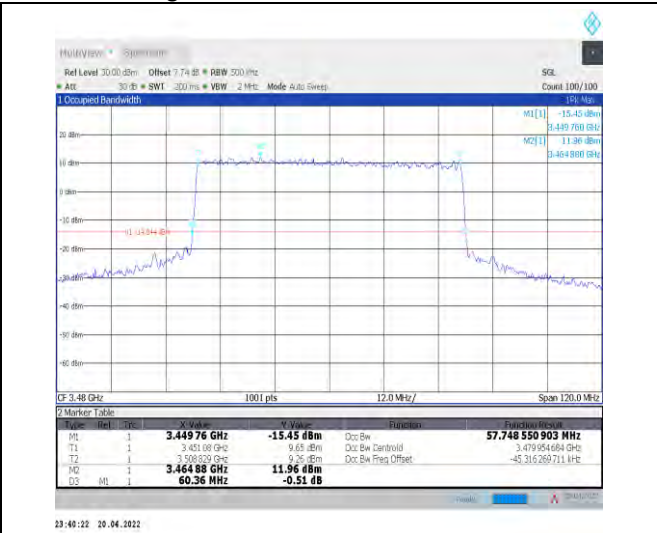 MultiView Spectrum
Ref Level 30.00 dBm Offset 7.74 dB RBW 500 kHz SGL
Att 30 dB SWT 200 ms VBW 2 MHz Mode Auto Sweep Count 100/100
1 Occupied Bandwidth 1Pk Max
M1[1] -15.45 dBm
3.449 760 GHz
M2[1] 11.96 dBm
3.464 880 GHz
20 dBm
10 dBm
0 dBm
-10 dBm
-20 dBm
-30 dBm
-40 dBm
-50 dBm
-60 dBm
CF 3.48 GHz 1001 pts 12.0 MHz/ Span 120.0 MHz
2 Marker Table
Type Ref Trc X-Value Y-Value Function Function Result
M1 1 3.449 76 GHz -15.45 dBm Occ Bw 57.748 550 903 MHz
T1 1 3.451 08 GHz 9.65 dBm Occ Bw Centroid 3.479 954 684 GHz
T2 1 3.508 829 GHz 9.26 dBm Occ Bw Freq Offset -45.316 269 711 kHz
M2 1 3.464 88 GHz 11.96 dBm
D3 M1 1 60.36 MHz -0.51 dB
23:40:22 20.04.2022